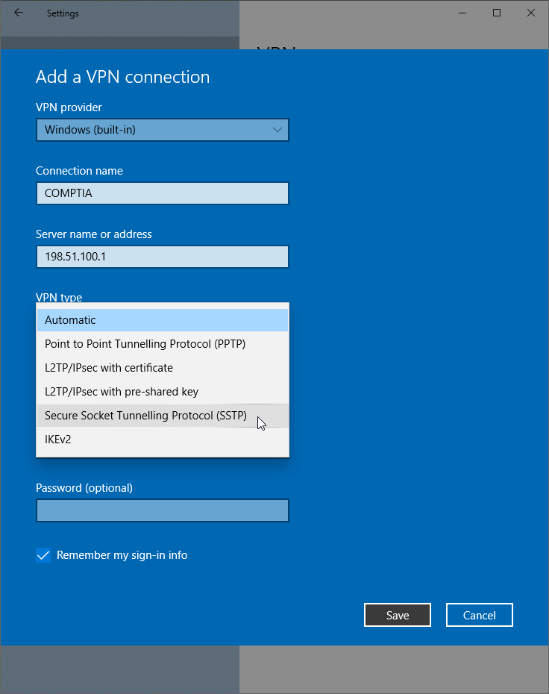 Settings
VPN
Add a VPN connection
VPN provider
Windows (built-in)
Connection name
COMPTIA
Server name or address
198.51.100.1
VPN type
Automatic
Point to Point Tunnelling Protocol (PPTP)
L2TP/IPsec with certificate
L2TP/IPsec with pre-shared key
Secure Socket Tunnelling Protocol (SSTP)
IKEv2
Password (optional)
Remember my sign-in info
Save
Cancel